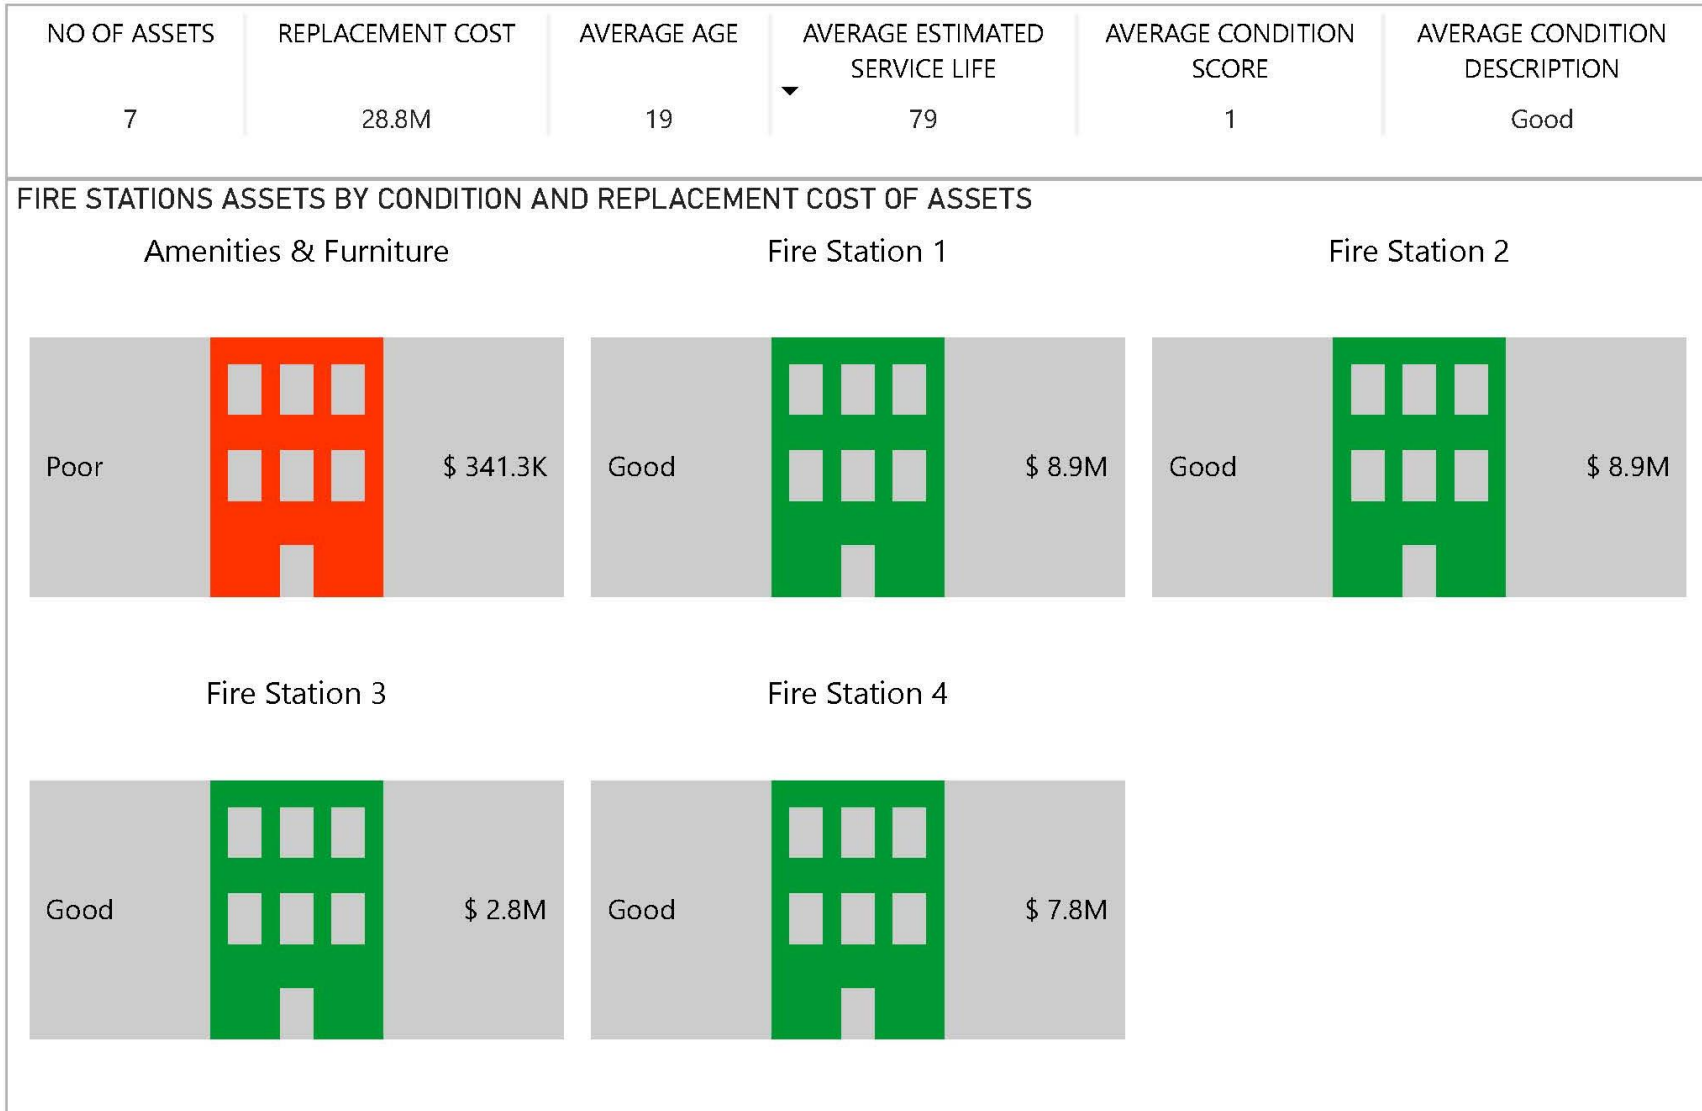 NO OF ASSETS
REPLACEMENT COST
AVERAGE AGE
AVERAGE ESTIMATED
SERVICE LIFE
AVERAGE CONDITION
SCORE
AVERAGE CONDITION
DESCRIPTION
7
28.8M
19
79
1
Good
FIRE STATIONS ASSETS BY CONDITION AND REPLACEMENT COST OF ASSETS
Amenities & Furniture
Fire Station 1
Fire Station 2
Poor
$ 341.3K
Good
$ 8.9M
Good
$ 8.9M
Fire Station 3
Fire Station 4
Good
$ 2.8M
Good
$ 7.8M